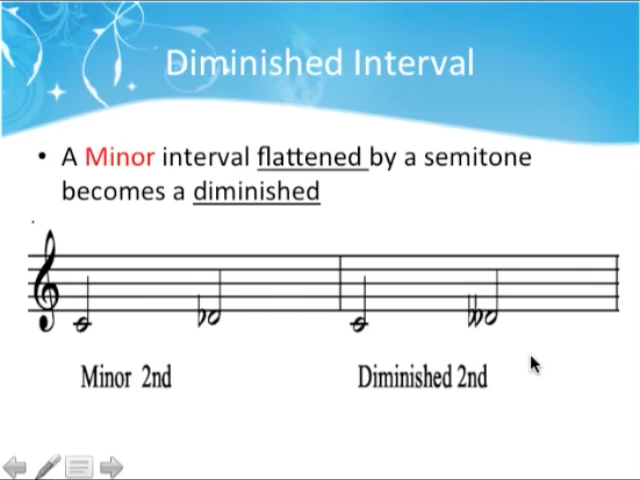 Diminished Interval
• A Minor interval flattened by a semitone
becomes a diminished
Minor 2nd
Diminished 2nd